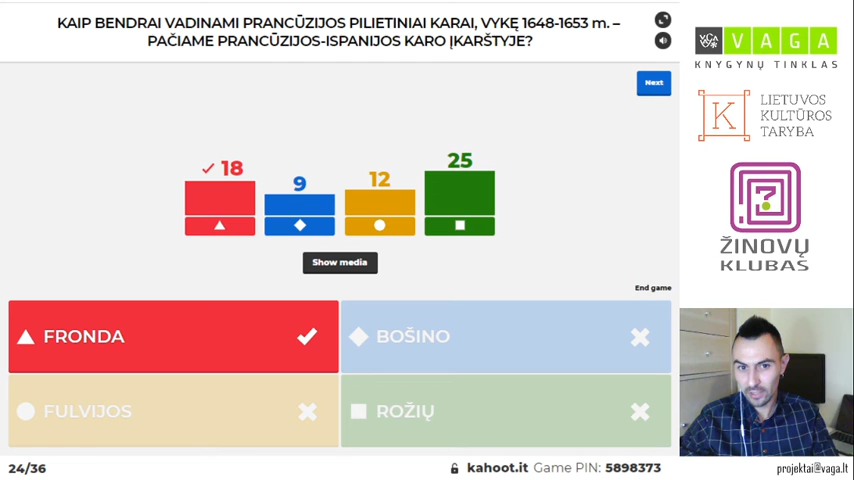 KAIP BENDRAI VADINAMI PRANCŪZIJOS PILIETINIAI KARAI, VYKĘ 1648-1653 m. –
PAČIAME PRANCŪZIJOS-ISPANIJOS KARO ĮKARŠTYJE?
Next
18
9
12
25
Show media
End game
FRONDA
BOŠINO
FULVIJOS
ROŽIŲ
24/36
kahoot.it Game PIN: 5898373
VAGA
KNYGYNŲ TINKLAS
K
LIETUVOS
KULTŪROS
TARYBA
?
ŽINOVŲ
KLUBAS
projektai@vaga.lt